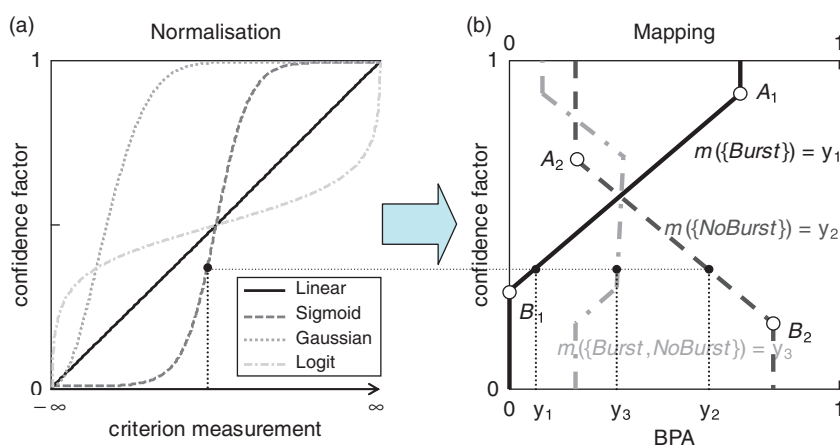 (a)
Normalisation
1
confidence factor
0
− ∞
∞
criterion measurement
Linear
Sigmoid
Gaussian
Logit
(b)
Mapping
0
1
1
A1
m({Burst}) = y1
A2
m({NoBurst}) = y2
confidence factor
B1
B2
m({Burst,NoBurst}) = y3
0
0
y1
y3
y2
1
BPA